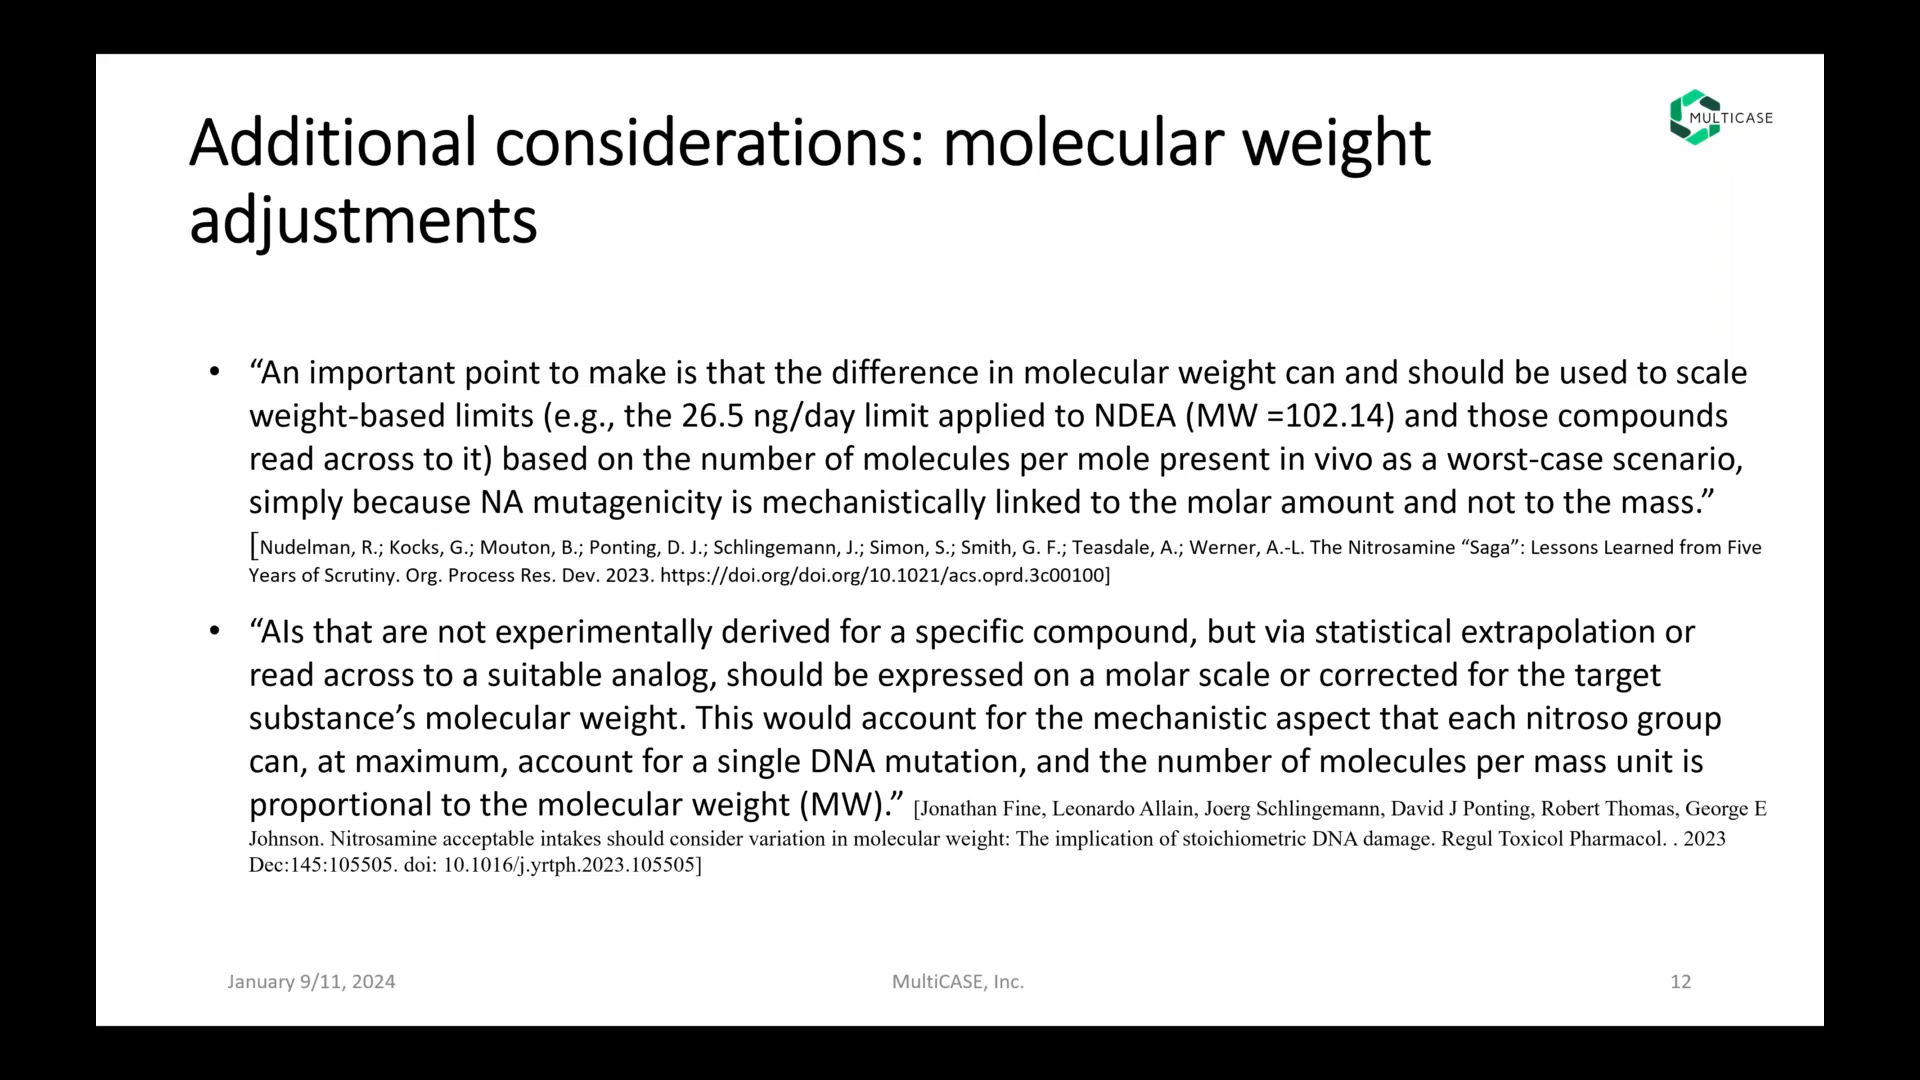 MULTICASE
Additional considerations: molecular weight
adjustments
• “An important point to make is that the difference in molecular weight can and should be used to scale
weight-based limits (e.g., the 26.5 ng/day limit applied to NDEA (MW =102.14) and those compounds
read across to it) based on the number of molecules per mole present in vivo as a worst-case scenario,
simply because NA mutagenicity is mechanistically linked to the molar amount and not to the mass.”
[Nudelman, R.; Kocks, G.; Mouton, B.; Ponting, D. J.; Schlingemann, J.; Simon, S.; Smith, G. F.; Teasdale, A.; Werner, A.-L. The Nitrosamine “Saga”: Lessons Learned from Five
Years of Scrutiny. Org. Process Res. Dev. 2023. https://doi.org/doi.org/10.1021/acs.oprd.3c00100]
• “AIs that are not experimentally derived for a specific compound, but via statistical extrapolation or
read across to a suitable analog, should be expressed on a molar scale or corrected for the target
substance’s molecular weight. This would account for the mechanistic aspect that each nitroso group
can, at maximum, account for a single DNA mutation, and the number of molecules per mass unit is
proportional to the molecular weight (MW).” [Jonathan Fine, Leonardo Allain, Joerg Schlingemann, David J Ponting, Robert Thomas, George E
Johnson. Nitrosamine acceptable intakes should consider variation in molecular weight: The implication of stoichiometric DNA damage. Regul Toxicol Pharmacol. . 2023
Dec:145:105505. doi: 10.1016/j.yrtph.2023.105505]
January 9/11, 2024
MultiCASE, Inc.
12